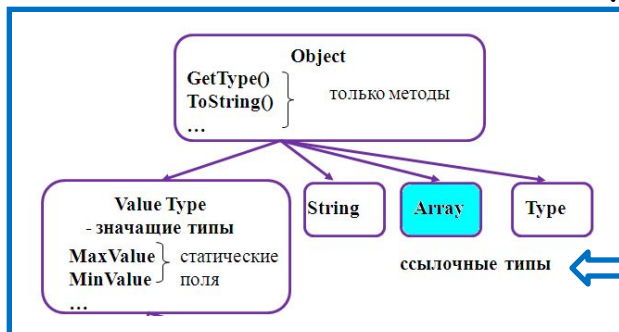 Object
GetType()
ToString()
…
только методы
Value Type
- значащие типы
MaxValue
MinValue
…
статические
поля
String
Array
Type
ссылочные типы